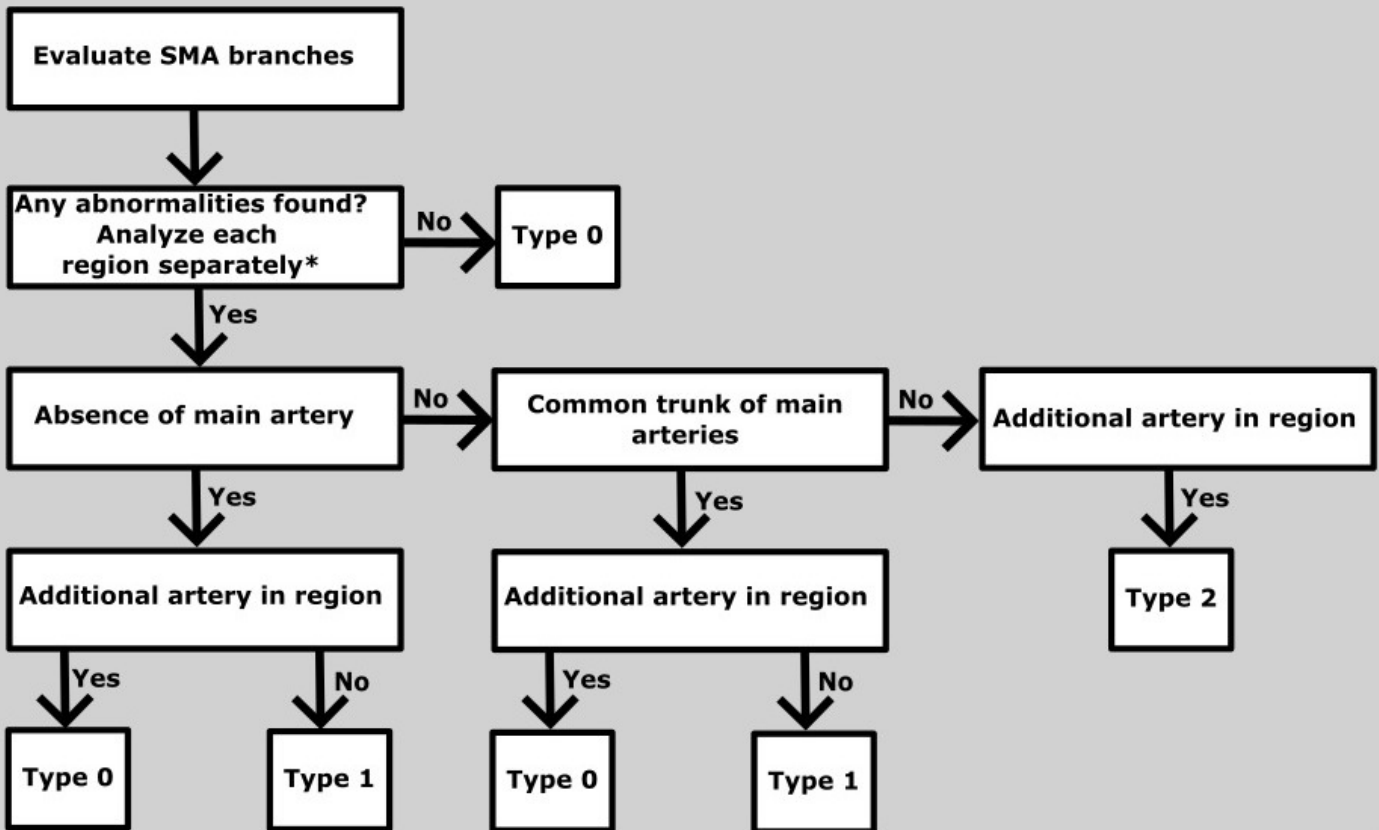 Evaluate SMA branches
Any abnormalities found?
Analyze each
region separately*
No
Type 0
Yes
Absence of main artery
No
Common trunk of main
arteries
No
Additional artery in region
Yes
Yes
Yes
Additional artery in region
Additional artery in region
Type 2
Yes
No
Yes
No
Type 0
Type 1
Type 0
Type 1